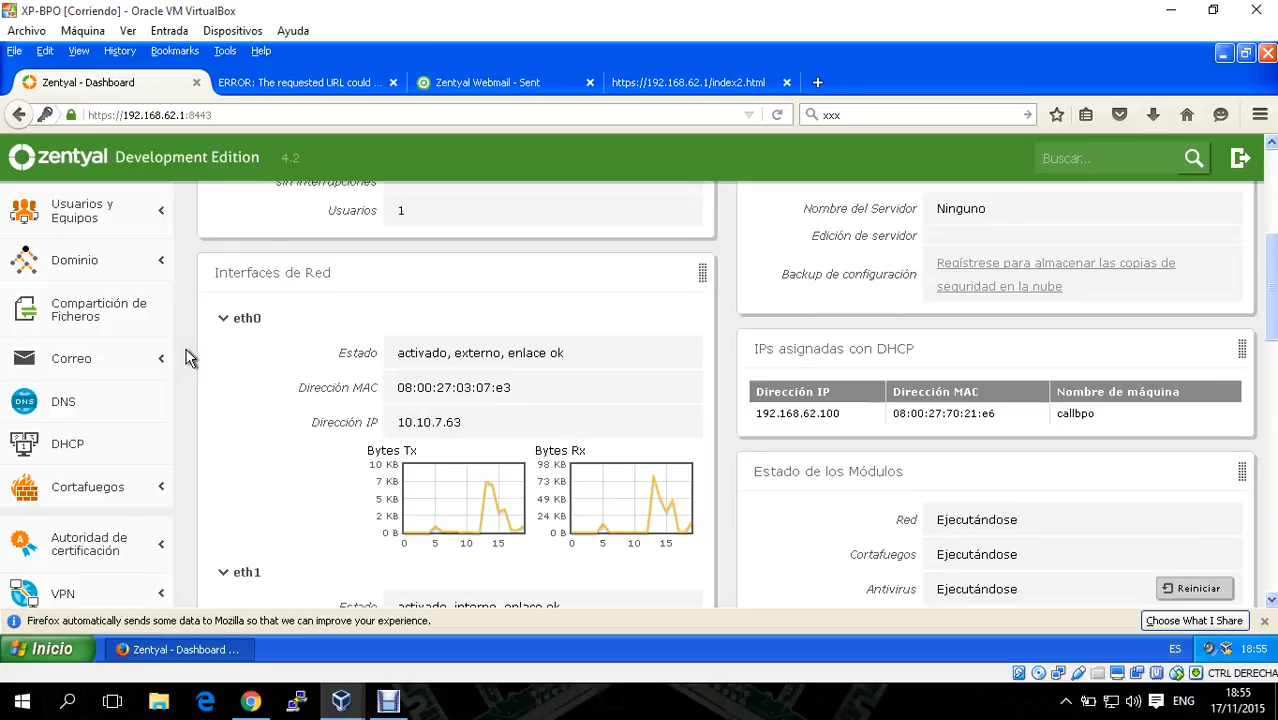 XP-BPO [Corriendo] - Oracle VM VirtualBox
Archivo Máquina Ver Entrada Dispositivos Ayuda
File Edit View History Bookmarks Tools Help
Zentyal - Dashboard
ERROR: The requested URL could ...
Zentyal Webmail - Sent
https://192.168.62.1/index2.html
https://192.168.62.1:8443
xxx
zentyal Development Edition 4.2
Buscar...
Usuarios y
Equipos
Dominio
Compartición de
Ficheros
Correo
DNS
DNS
DHCP
Cortafuegos
Autoridad de
certificación
VPN
sin interrupciones
Usuarios 1
Interfaces de Red
eth0
Estado activado, externo, enlace ok
Dirección MAC 08:00:27:03:07:e3
Dirección IP 10.10.7.63
Bytes Tx
10 KB
7 KB
5 KB
2 KB
0 B
0 5 10 15
Bytes Rx
98 KB
73 KB
49 KB
24 KB
0 B
0 5 10 15
eth1
Estado activado, interno, enlace ok
Nombre del Servidor Ninguno
Edición de servidor
Backup de configuración Regístrese para almacenar las copias de
seguridad en la nube
IPs asignadas con DHCP
Dirección IP Dirección MAC Nombre de máquina
192.168.62.100 08:00:27:70:21:e6 callbpo
Estado de los Módulos
Red Ejecutándose
Cortafuegos Ejecutándose
Antivirus Ejecutándose Reiniciar
Firefox automatically sends some data to Mozilla so that we can improve your experience.
Choose What I Share
Inicio
Zentyal - Dashboard ...
ES
18:55
CTRL DERECHA
ENG
18:55
17/11/2015